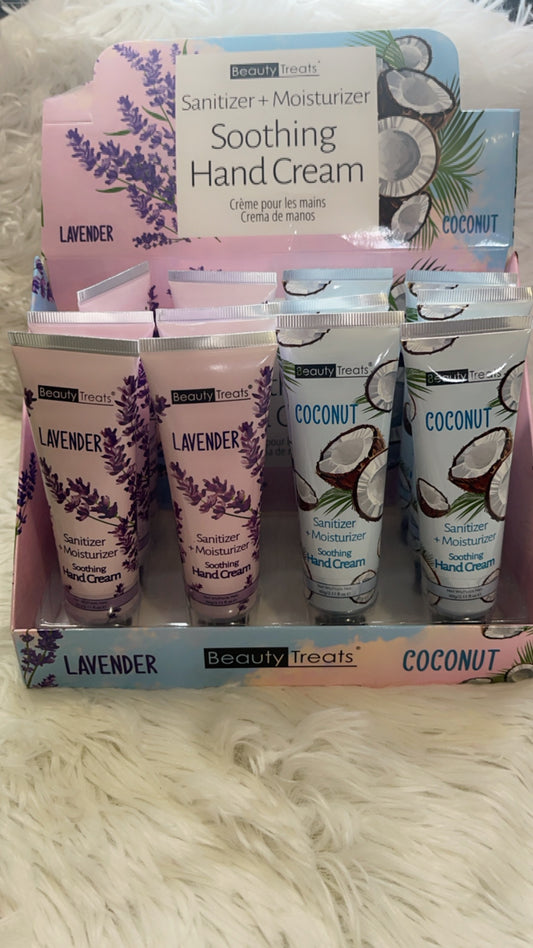 Beauty Treats®
Sanitizer + Moisturizer
Soothing
Hand Cream
Crème pour les mains
Crema de manos
LAVENDER
COCONUT
Beauty Treats®
LAVENDER
Sanitizer
+ Moisturizer
Soothing
Hand Cream
Beauty Treats®
LAVENDER
Sanitizer
+ Moisturizer
Soothing
Hand Cream
Beauty Treats®
COCONUT
Sanitizer
+ Moisturizer
Soothing
Hand Cream
Beauty Treats®
COCONUT
Sanitizer
+ Moisturizer
Soothing
Hand Cream
LAVENDER
Beauty Treats®
COCONUT